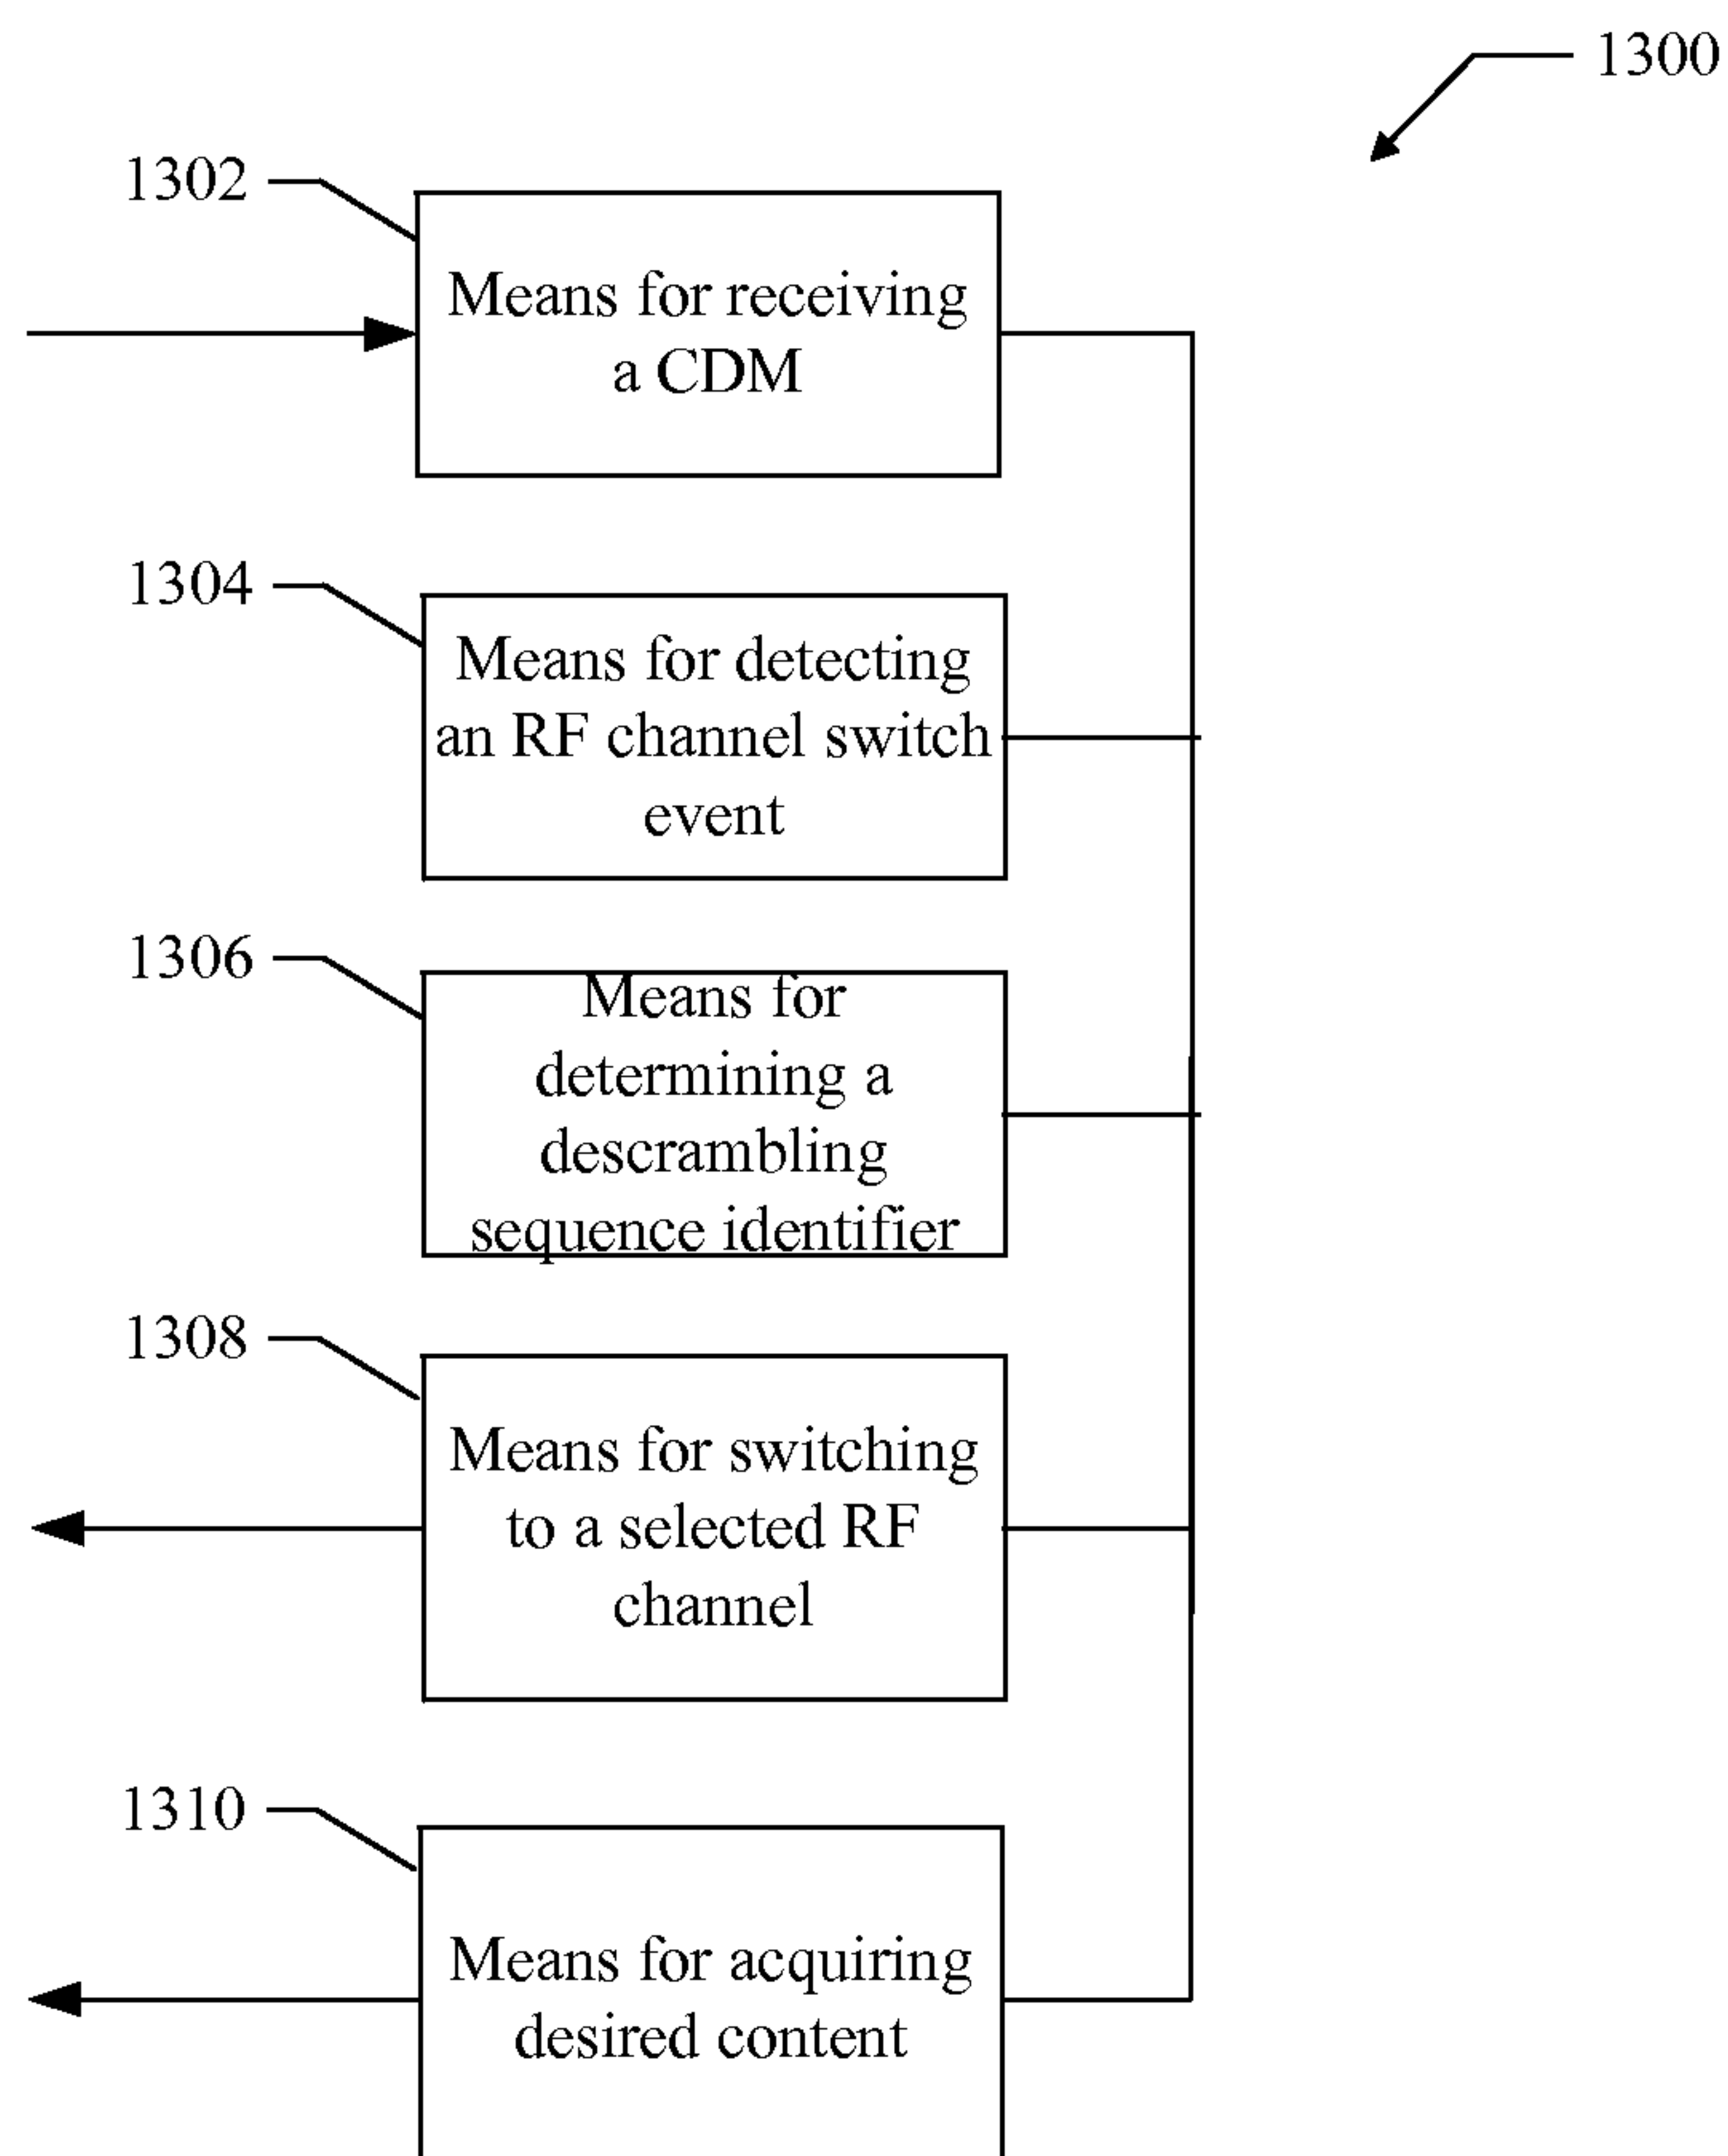 1300
1302
Means for receiving
a CDM
1304
Means for detecting
an RF channel switch
event
1306
Means for
determining a
descrambling
sequence identifier
1308
Means for switching
to a selected RF
channel
1310
Means for acquiring
desired content